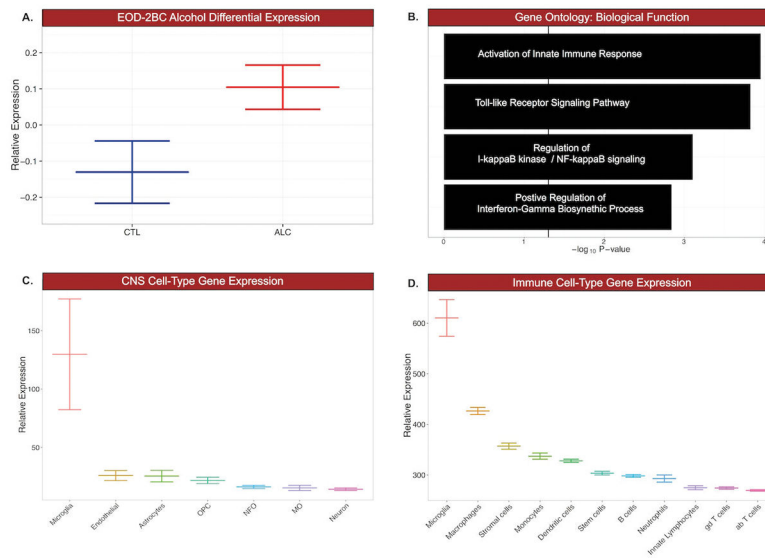 A.
EOD-2BC Alcohol Differential Expression
Relative Expression
0.2
0.1
0.0
−0.1
−0.2
CTL
ALC
B.
Gene Ontology: Biological Function
Activation of Innate Immune Response
Toll-like Receptor Signaling Pathway
Regulation of
I-kappaB kinase / NF-kappaB signaling
Postive Regulation of
Interferon-Gamma Biosynethic Process
0
1
2
3
4
−log10 P−value
C.
CNS Cell-Type Gene Expression
Relative Expression
150
100
50
Microglia
Endothelial
Astrocytes
OPC
NFO
MO
Neuron
D.
Immune Cell-Type Gene Expression
Relative Expression
600
500
400
300
Microglia
Macrophages
Stromal cells
Monocytes
Dendritic cells
Stem cells
B cells
Neutrophils
Innate Lymphocytes
gd T cells
ab T cells